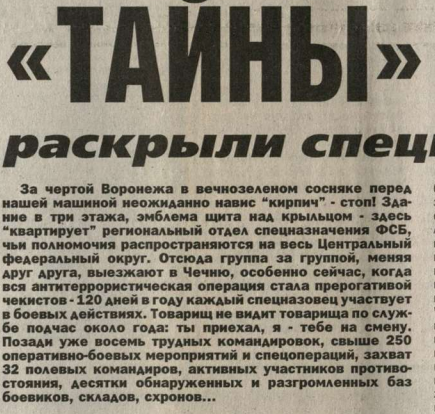 «ТАЙНЫ»
раскрыли спец
За чертой Воронежа в вечнозеленом сосняке перед
нашей машиной неожиданно навис "кирпич" - стоп! Зда-
ние в три этажа, эмблема щита над крыльцом - здесь
"квартирует" региональный отдел спецназначения ФСБ,
чьи полномочия распространяются на весь Центральный
федеральный округ. Отсюда группа за группой, меняя
друг друга, выезжают в Чечню, особенно сейчас, когда
вся антитеррористическая операция стала прерогативой
чекистов - 120 дней в году каждый спецназовец участвует
в боевых действиях. Товарищ не видит товарища по служ-
бе подчас около года: ты приехал, я - тебе на смену.
Позади уже восемь трудных командировок, свыше 250
оперативно-боевых мероприятий и спецопераций, захват
32 полевых командиров, активных участников противо-
стояния, десятки обнаруженных и разгромленных баз
боевиков, складов, схронов...